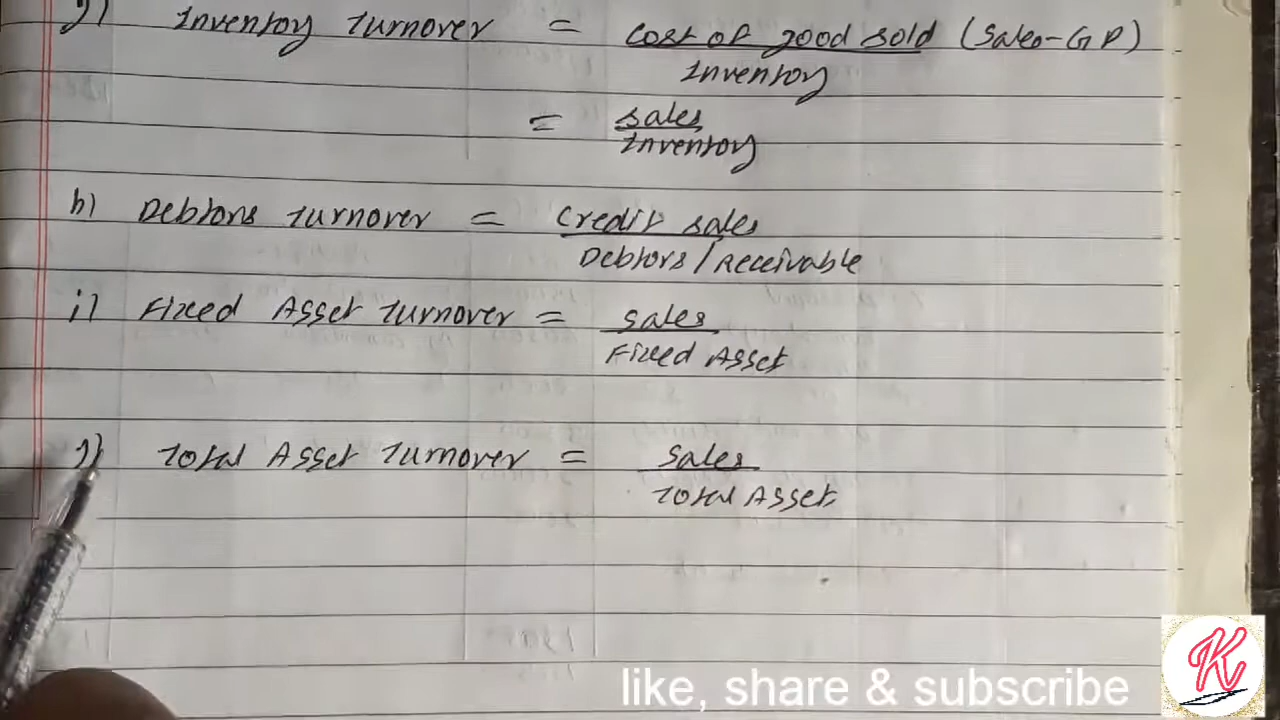 g) Inventory Turnover = Cost of good sold (Sales-GP)
Inventory
= Sales
Inventory
h) Debtors Turnover = Credit sales
Debtors/Receivable
i) Fixed Asset Turnover = Sales
Fixed Asset
j) Total Asset Turnover = Sales
Total Asset
like, share & subscribe
K